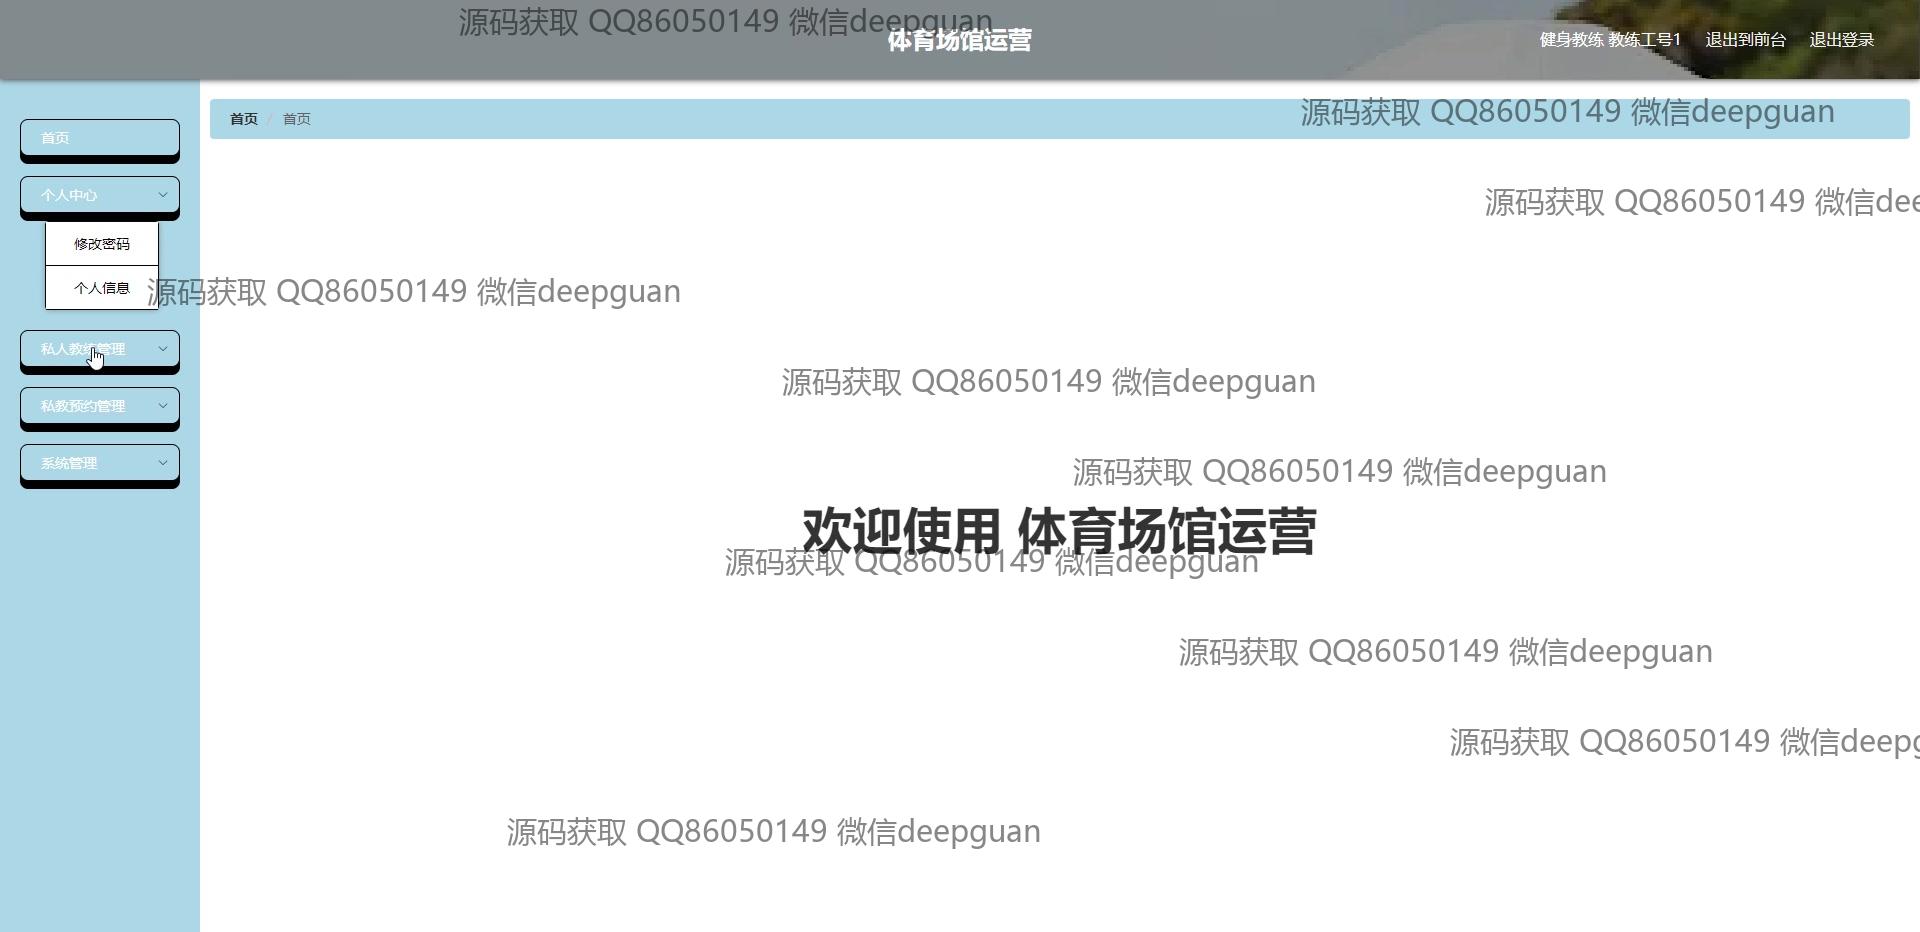 源码获取 QQ86050149 微信deepguan
体育场馆运营
健身教练 教练工号1 退出到前台 退出登录
源码获取 QQ86050149 微信deepguan
首页 / 首页
首页
个人中心
源码获取 QQ86050149 微信dee
修改密码
个人信息
源码获取 QQ86050149 微信deepguan
私人教练管理
源码获取 QQ86050149 微信deepguan
私教预约管理
系统管理
源码获取 QQ86050149 微信deepguan
欢迎使用 体育场馆运营
源码获取 QQ86050149 微信deepguan
源码获取 QQ86050149 微信deepguan
源码获取 QQ86050149 微信deepg
源码获取 QQ86050149 微信deepguan